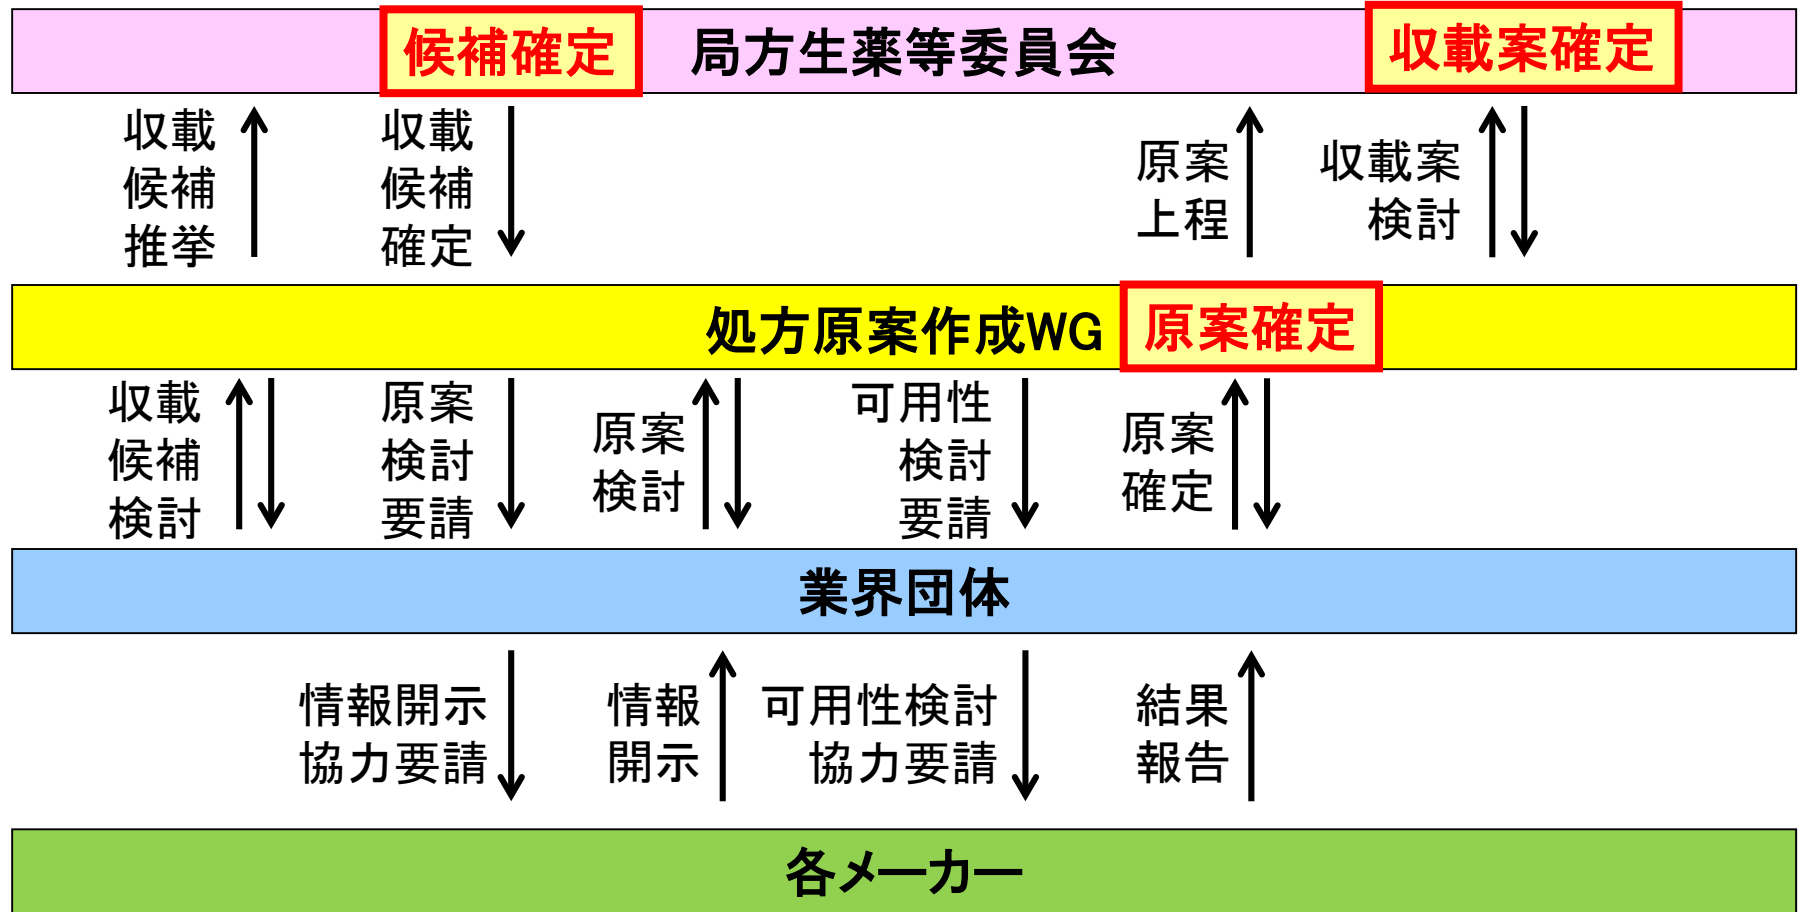 候補確定
局方生薬等委員会
収載案確定
収載
候補
推挙
収載
候補
確定
原案
上程
収載案
検討
処方原案作成WG
原案確定
収載
候補
検討
原案
検討
要請
原案
検討
可用性
検討
要請
原案
確定
業界団体
情報開示
協力要請
情報
開示
可用性検討
協力要請
結果
報告
各メーカー